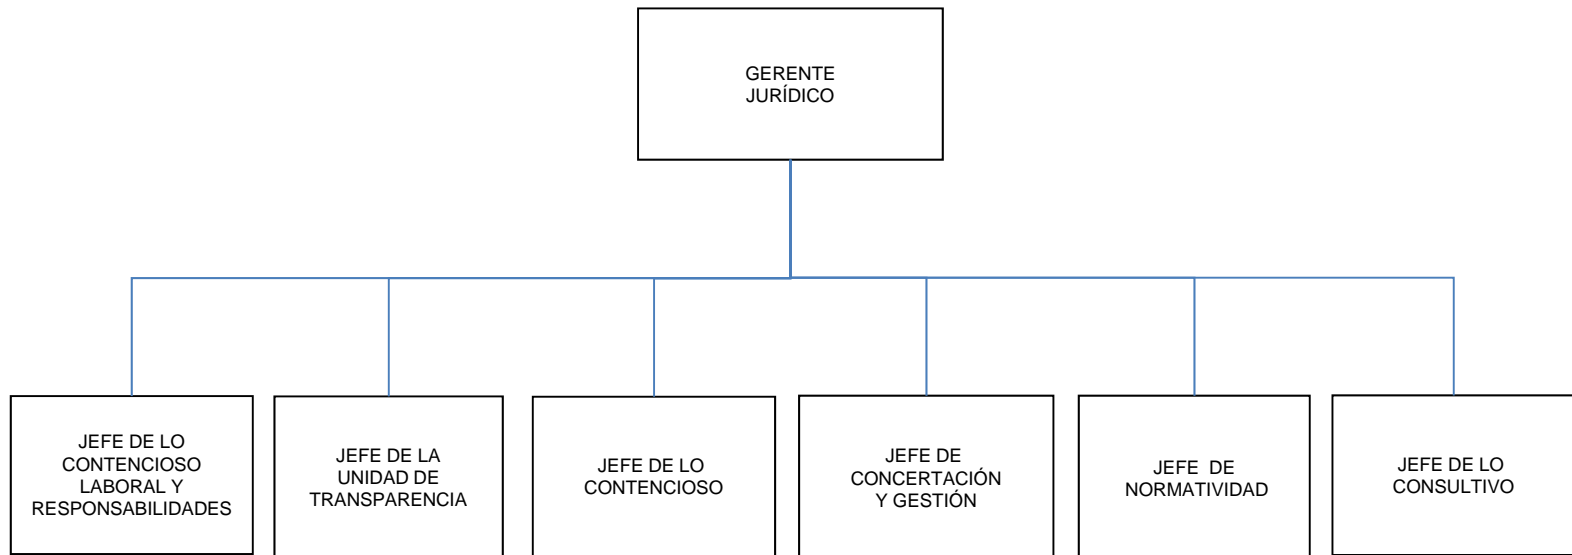 GERENTE
JURÍDICO
JEFE DE LO
CONTENCIOSO
LABORAL Y
RESPONSABILIDADES
JEFE DE LA
UNIDAD DE
TRANSPARENCIA
JEFE DE LO
CONTENCIOSO
JEFE DE
CONCERTACIÓN
Y GESTIÓN
JEFE DE
NORMATIVIDAD
JEFE DE LO
CONSULTIVO